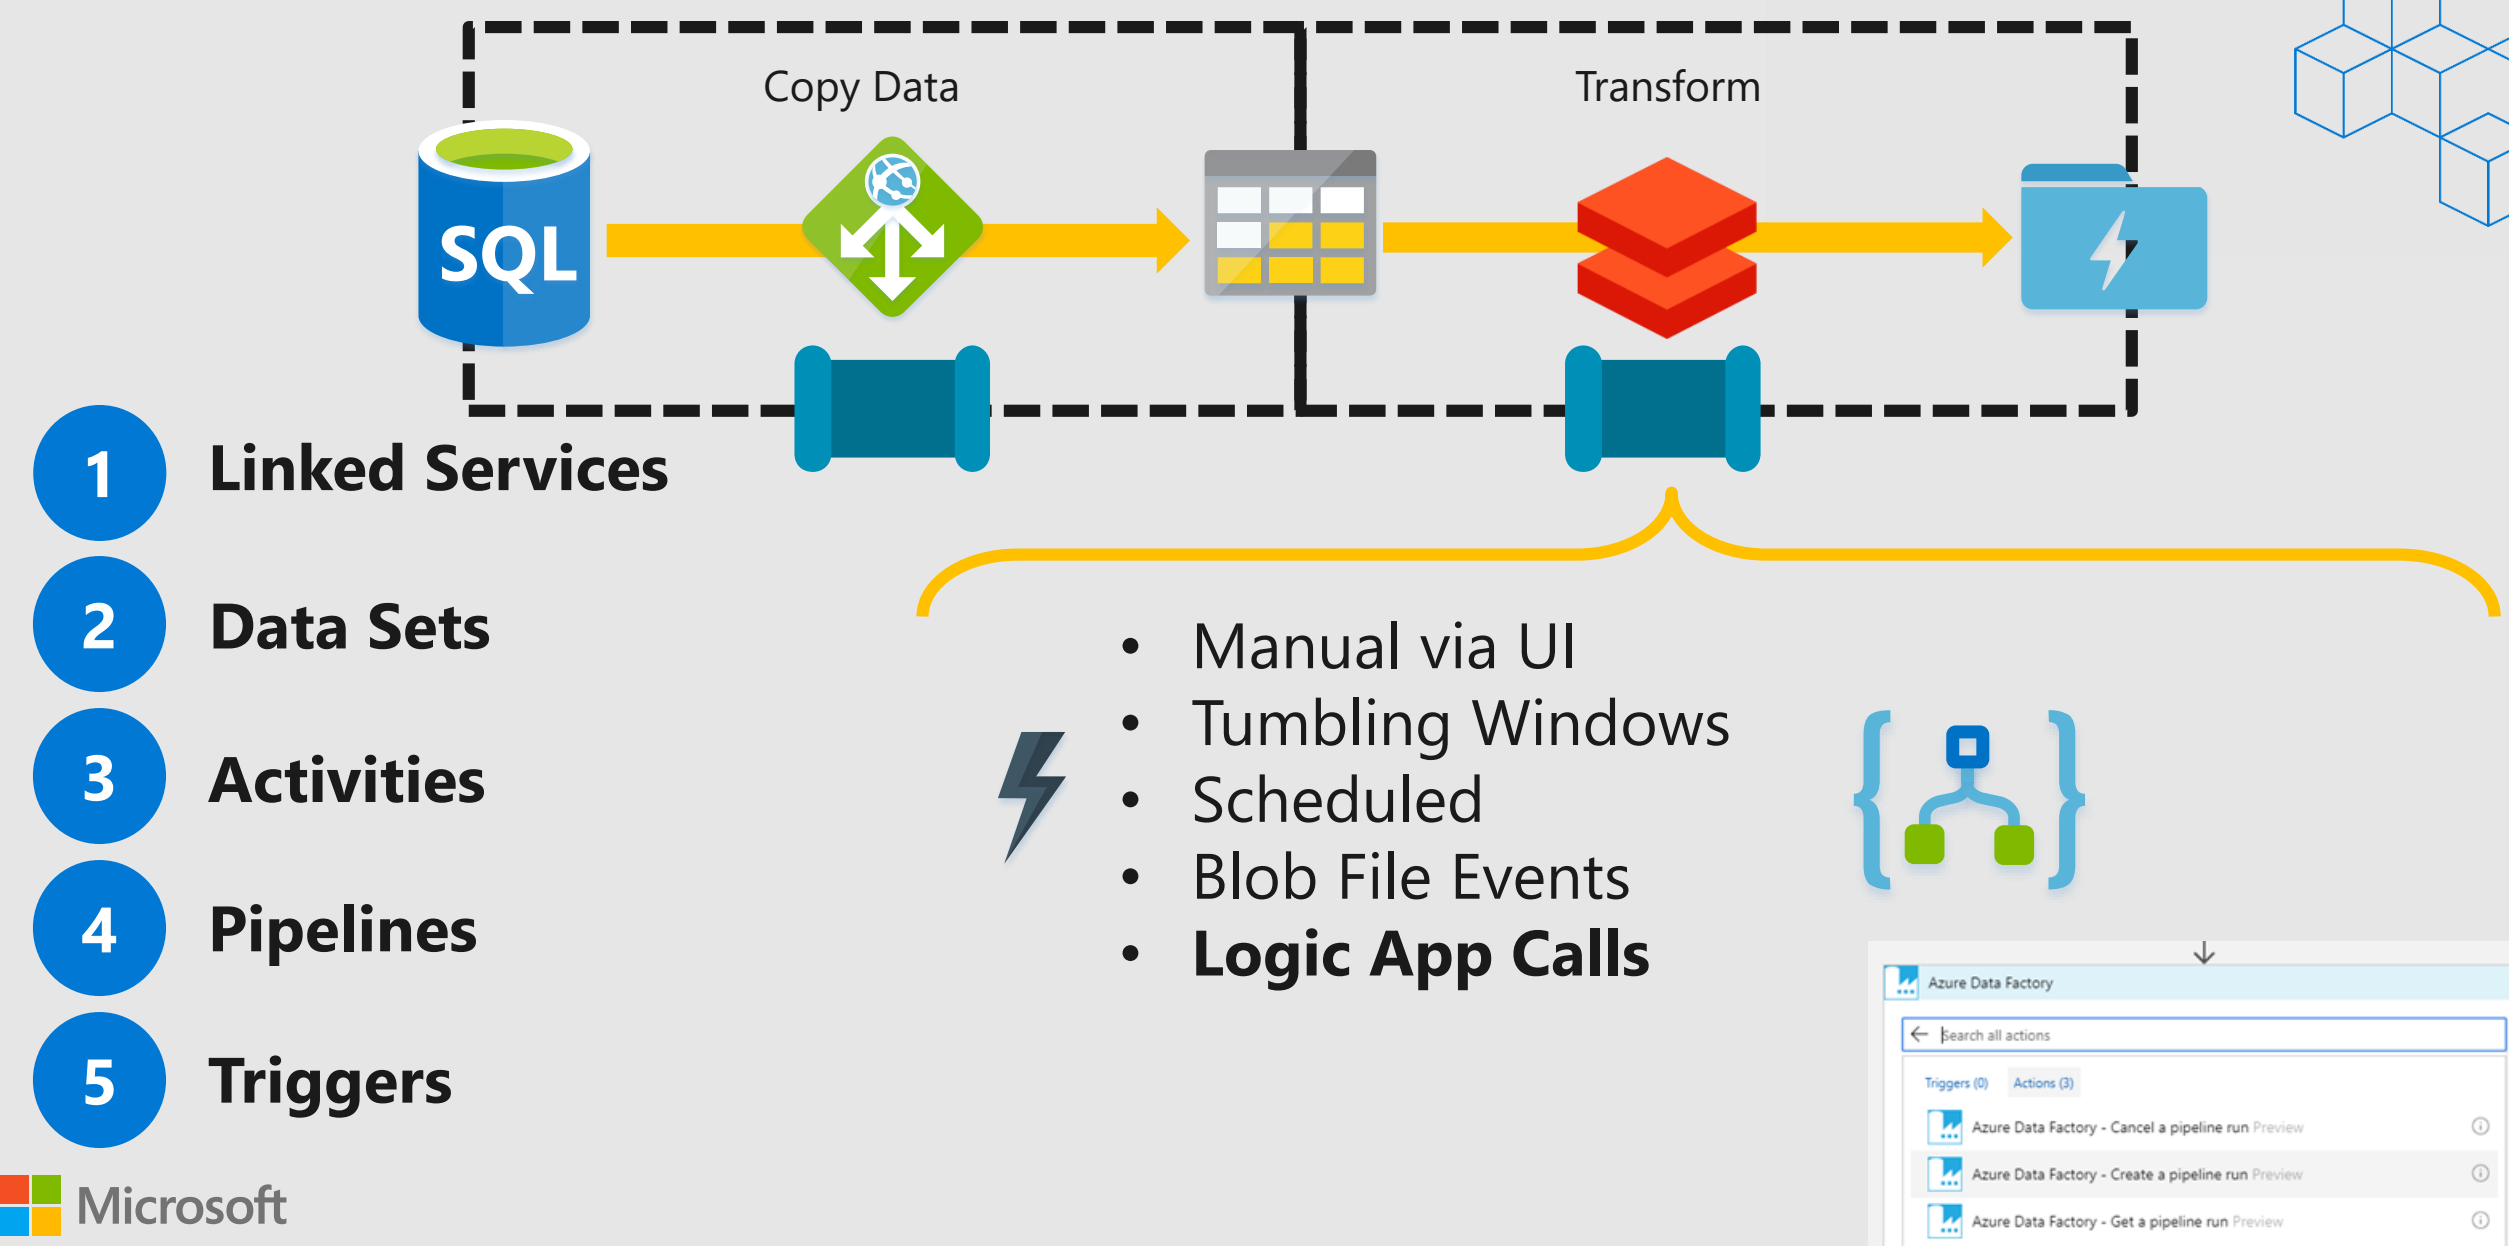 Copy Data
Transform
SQL
1
Linked Services
2
Data Sets
3
Activities
4
Pipelines
5
Triggers
• Manual via UI
• Tumbling Windows
• Scheduled
• Blob File Events
• Logic App Calls
Azure Data Factory
Search all actions
Triggers (0) Actions (3)
Azure Data Factory - Cancel a pipeline run Preview
Azure Data Factory - Create a pipeline run Preview
Azure Data Factory - Get a pipeline run Preview
Microsoft